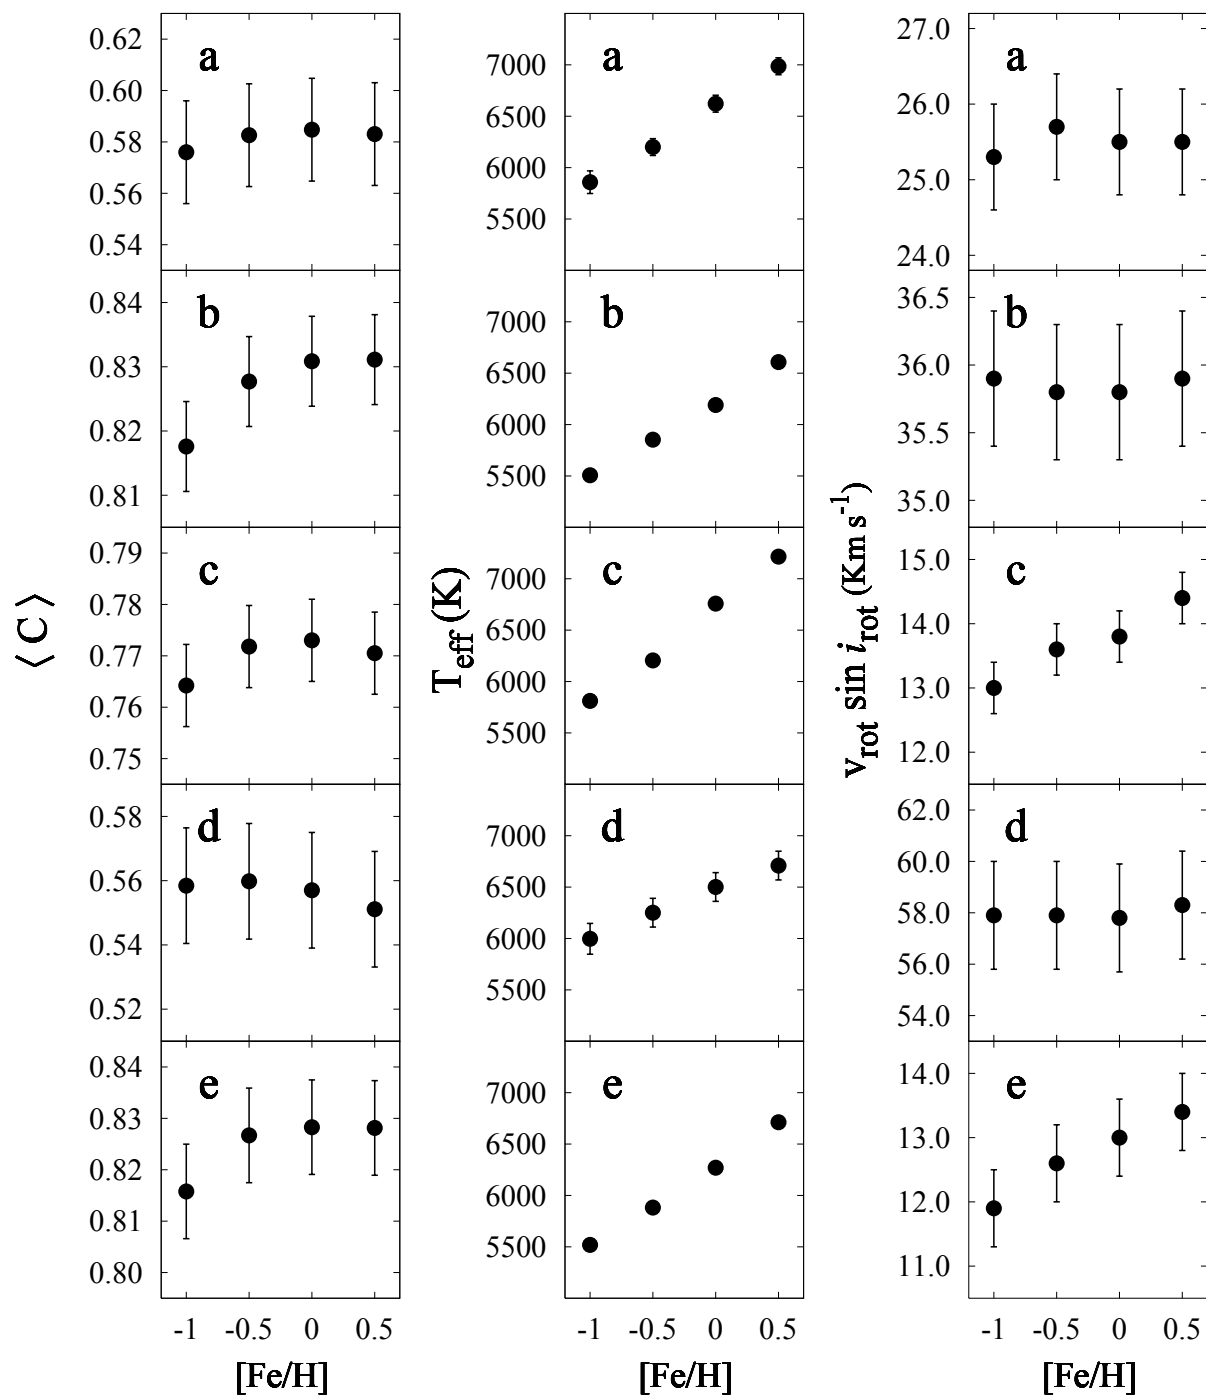 a
0.62
0.60
0.58
0.56
0.54
b
0.84
0.83
0.82
0.81
c
0.79
0.78
0.77
0.76
0.75
d
0.58
0.56
0.54
0.52
e
0.84
0.83
0.82
0.81
0.80
-1 -0.5 0 0.5
[Fe/H]
⟨ C ⟩
a
7000
6500
6000
5500
b
7000
6500
6000
5500
c
7000
6500
6000
5500
d
7000
6500
6000
5500
e
7000
6500
6000
5500
-1 -0.5 0 0.5
[Fe/H]
T_eff (K)
a
27.0
26.0
25.0
24.0
b
36.5
36.0
35.5
35.0
c
15.0
14.0
13.0
12.0
d
62.0
60.0
58.0
56.0
54.0
53.0
e
14.0
13.0
12.0
11.0
-1 -0.5 0 0.5
[Fe/H]
v_rot sin i_rot (Km s⁻¹)